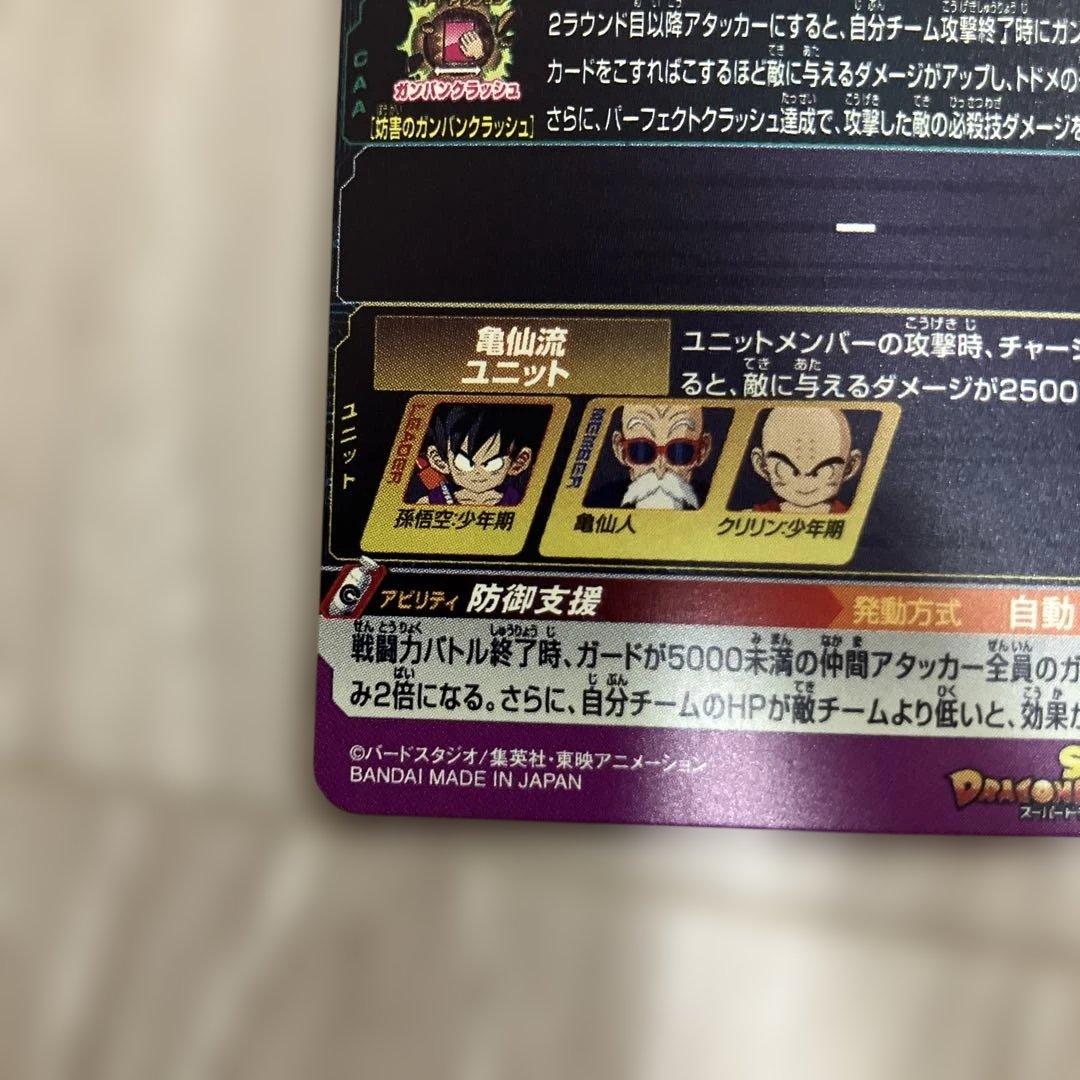 2ラウンド目以降アタッカーにすると、自分チーム攻撃終了時にガン
CAA
ガンバンクラッシュ
カードをこすればこするほど敵に与えるダメージがアップし、トドメの
[妨害のガンバンクラッシュ]
さらに、パーフェクトクラッシュ達成で、攻撃した敵の必殺技ダメージを
ー
ユニット
亀仙流
ユニット
ユニットメンバーの攻撃時、チャージ
ると、敵に与えるダメージが2500
LEADER
MEMBER
孫悟空:少年期
亀仙人
クリリン:少年期
アビリティ 防御支援
発動方式 自動
戦闘力バトル終了時、ガードが5000未満の仲間アタッカー全員のガ
み2倍になる。さらに、自分チームのHPが敵チームより低いと、効果が
©バードスタジオ/集英社・東映アニメーション
BANDAI MADE IN JAPAN